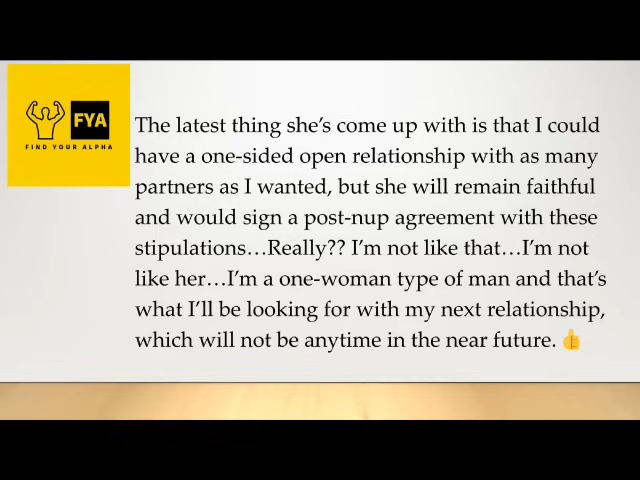 FYA
FIND YOUR ALPHA
The latest thing she's come up with is that I could
have a one-sided open relationship with as many
partners as I wanted, but she will remain faithful
and would sign a post-nup agreement with these
stipulations…Really?? I'm not like that…I'm not
like her…I'm a one-woman type of man and that's
what I'll be looking for with my next relationship,
which will not be anytime in the near future. 👍